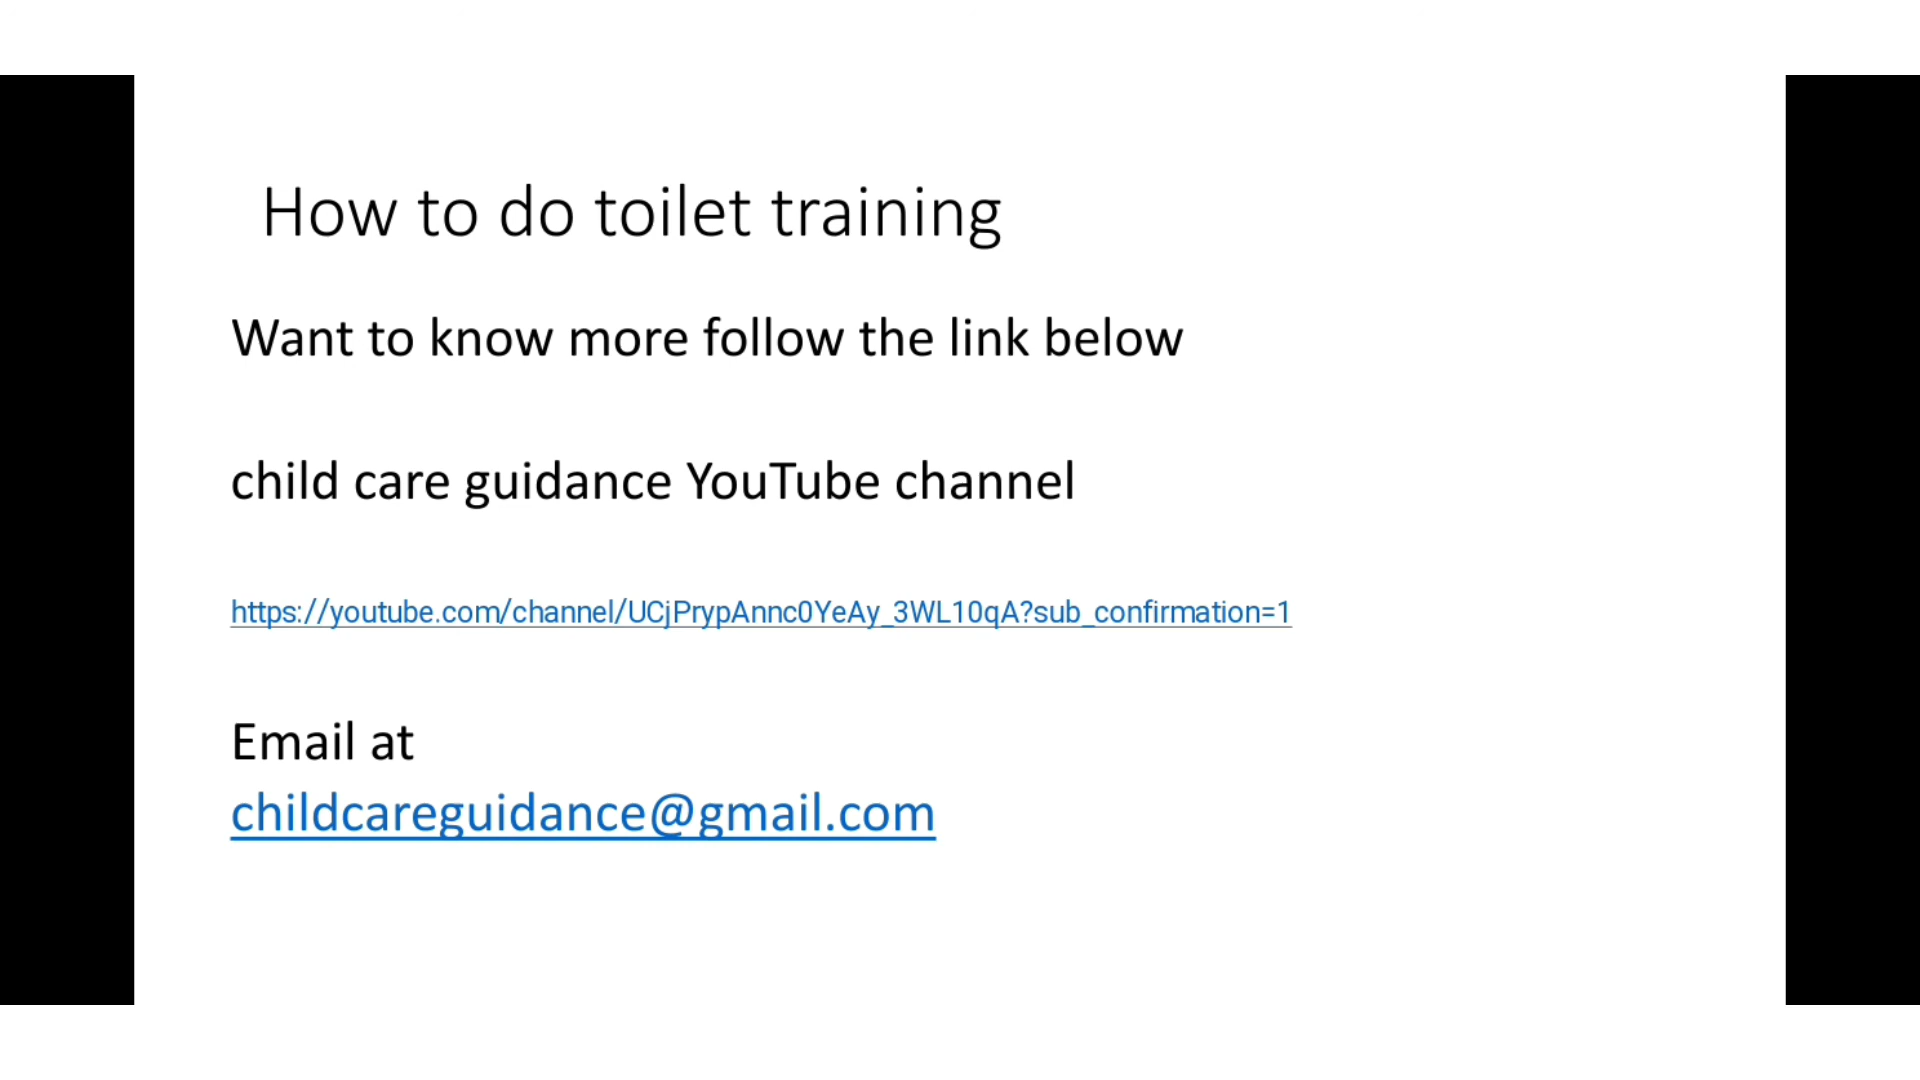 How to do toilet training
Want to know more follow the link below
child care guidance YouTube channel
https://youtube.com/channel/UCjPrypAnnc0YeAy_3WL10qA?sub_confirmation=1
Email at
childcareguidance@gmail.com